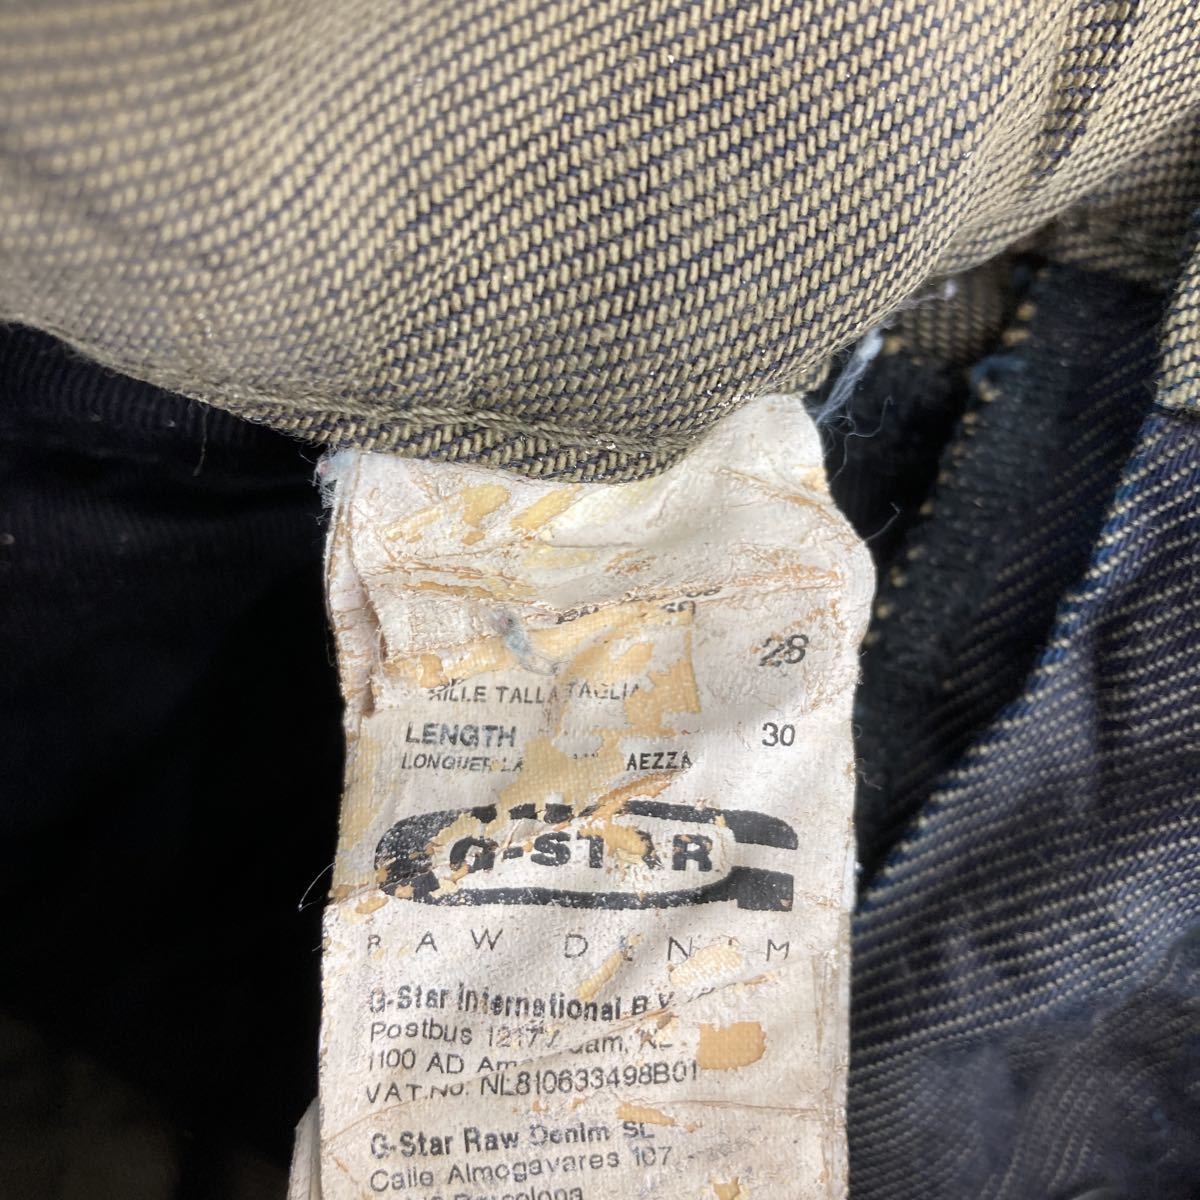 28
TALLA TAGLIA
LENGTH 30
G-STAR
RAW DENIM
G-Star International B.V.
Postbus
1100 AD
VAT.No. NL810633498B01
G-Star Raw Denim SL
Calle Almogavares 107
Barcelona